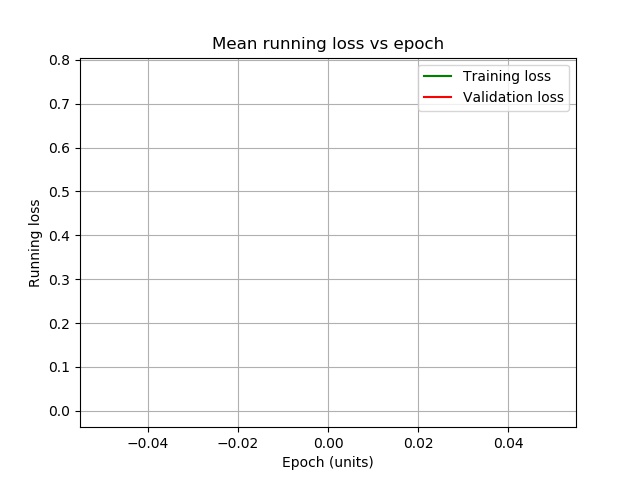 Mean running loss vs epoch
Training loss
Validation loss
0.8
0.7
0.6
0.5
0.4
0.3
0.2
0.1
0.0
Running loss
−0.04 −0.02 0.00 0.02 0.04
Epoch (units)